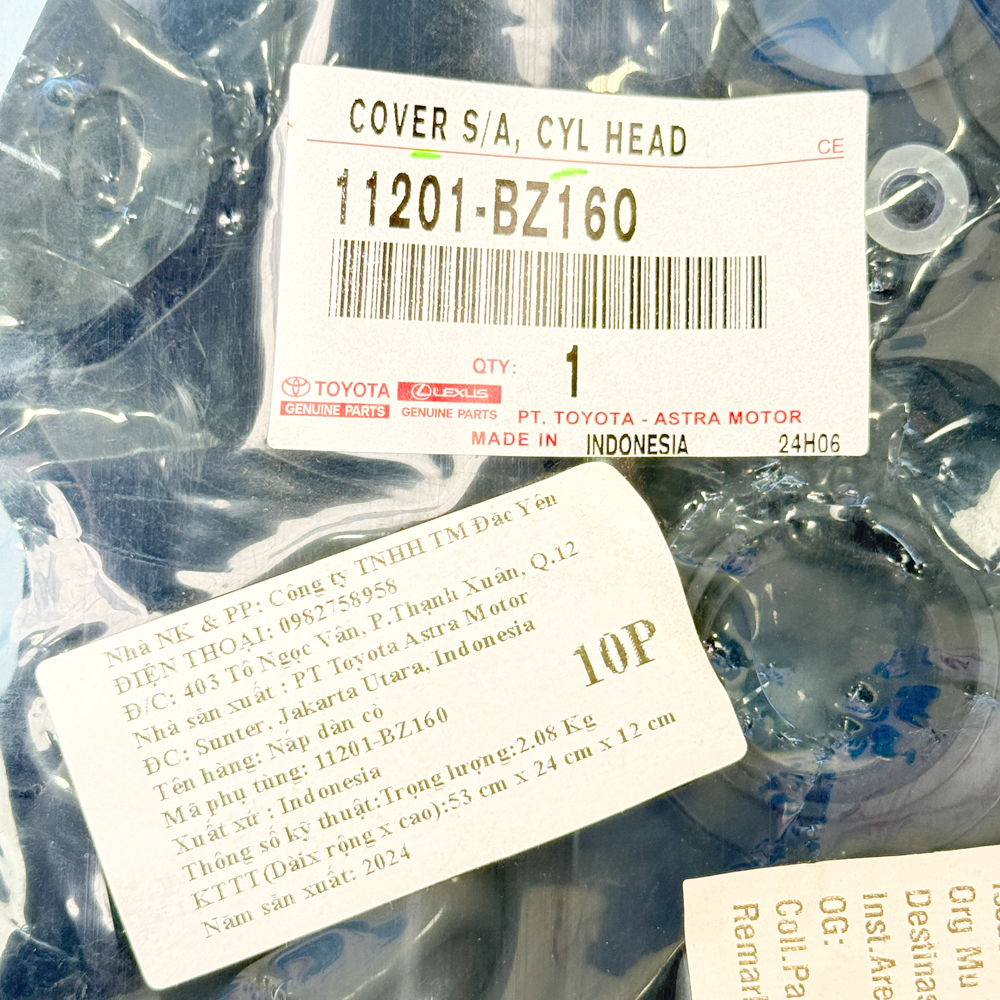 COVER S/A, CYL HEAD
CE
11201-BZ160
QTY: 1
TOYOTA LEXUS
GENUINE PARTS GENUINE PARTS
PT. TOYOTA - ASTRA MOTOR
MADE IN INDONESIA 24H06
Nhà NK & PP: Công ty TNHH TM Đắc Yên
ĐIỆN THOẠI: 0982758958
Đ/C: 403 Tô Ngọc Vân, P.Thạnh Xuân, Q.12
Nhà sản xuất : PT Toyota Astra Motor
ĐC: Sunter, Jakarta Utara, Indonesia
Tên hàng: Nắp dàn cò
Mã phụ tùng: 11201-BZ160
Xuất xứ : Indonesia
Thông số kỹ thuật:Trọng lượng:2.08 Kg
KTTT(Dàix rộng x cao):53 cm x 24 cm x 12 cm
Năm sản xuất: 2024
10P
Org Mu
Destina
Inst.Are
OG:
Coll.Pa
Remark